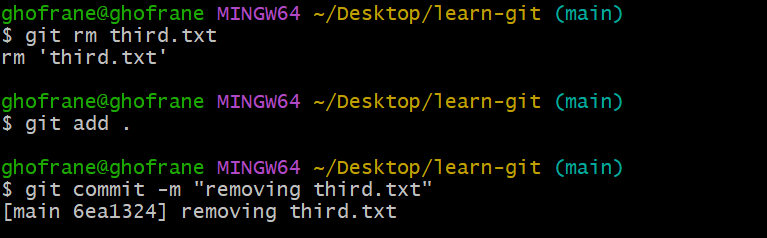 ghofrane@ghofrane MINGW64 ~/Desktop/learn-git (main)
$ git rm third.txt
rm 'third.txt'
ghofrane@ghofrane MINGW64 ~/Desktop/learn-git (main)
$ git add .
ghofrane@ghofrane MINGW64 ~/Desktop/learn-git (main)
$ git commit -m "removing third.txt"
[main 6ea1324] removing third.txt